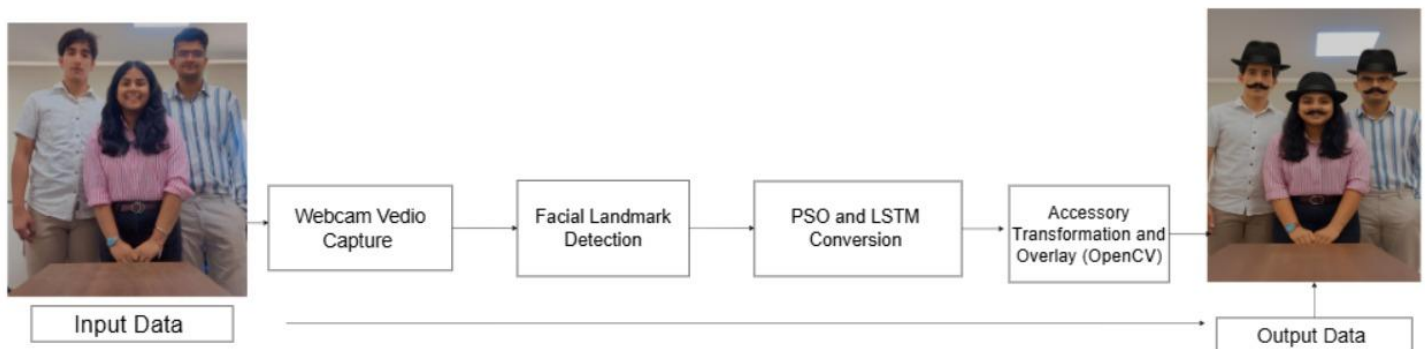 Webcam Vedio
Capture
Facial Landmark
Detection
PSO and LSTM
Conversion
Accessory
Transformation and
Overlay (OpenCV)
Input Data
Output Data